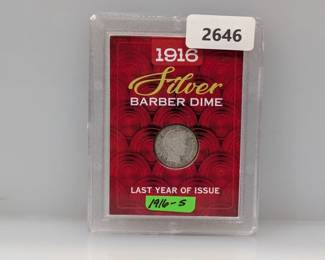 2646
1916
Silver
BARBER DIME
LAST YEAR OF ISSUE
1916-S